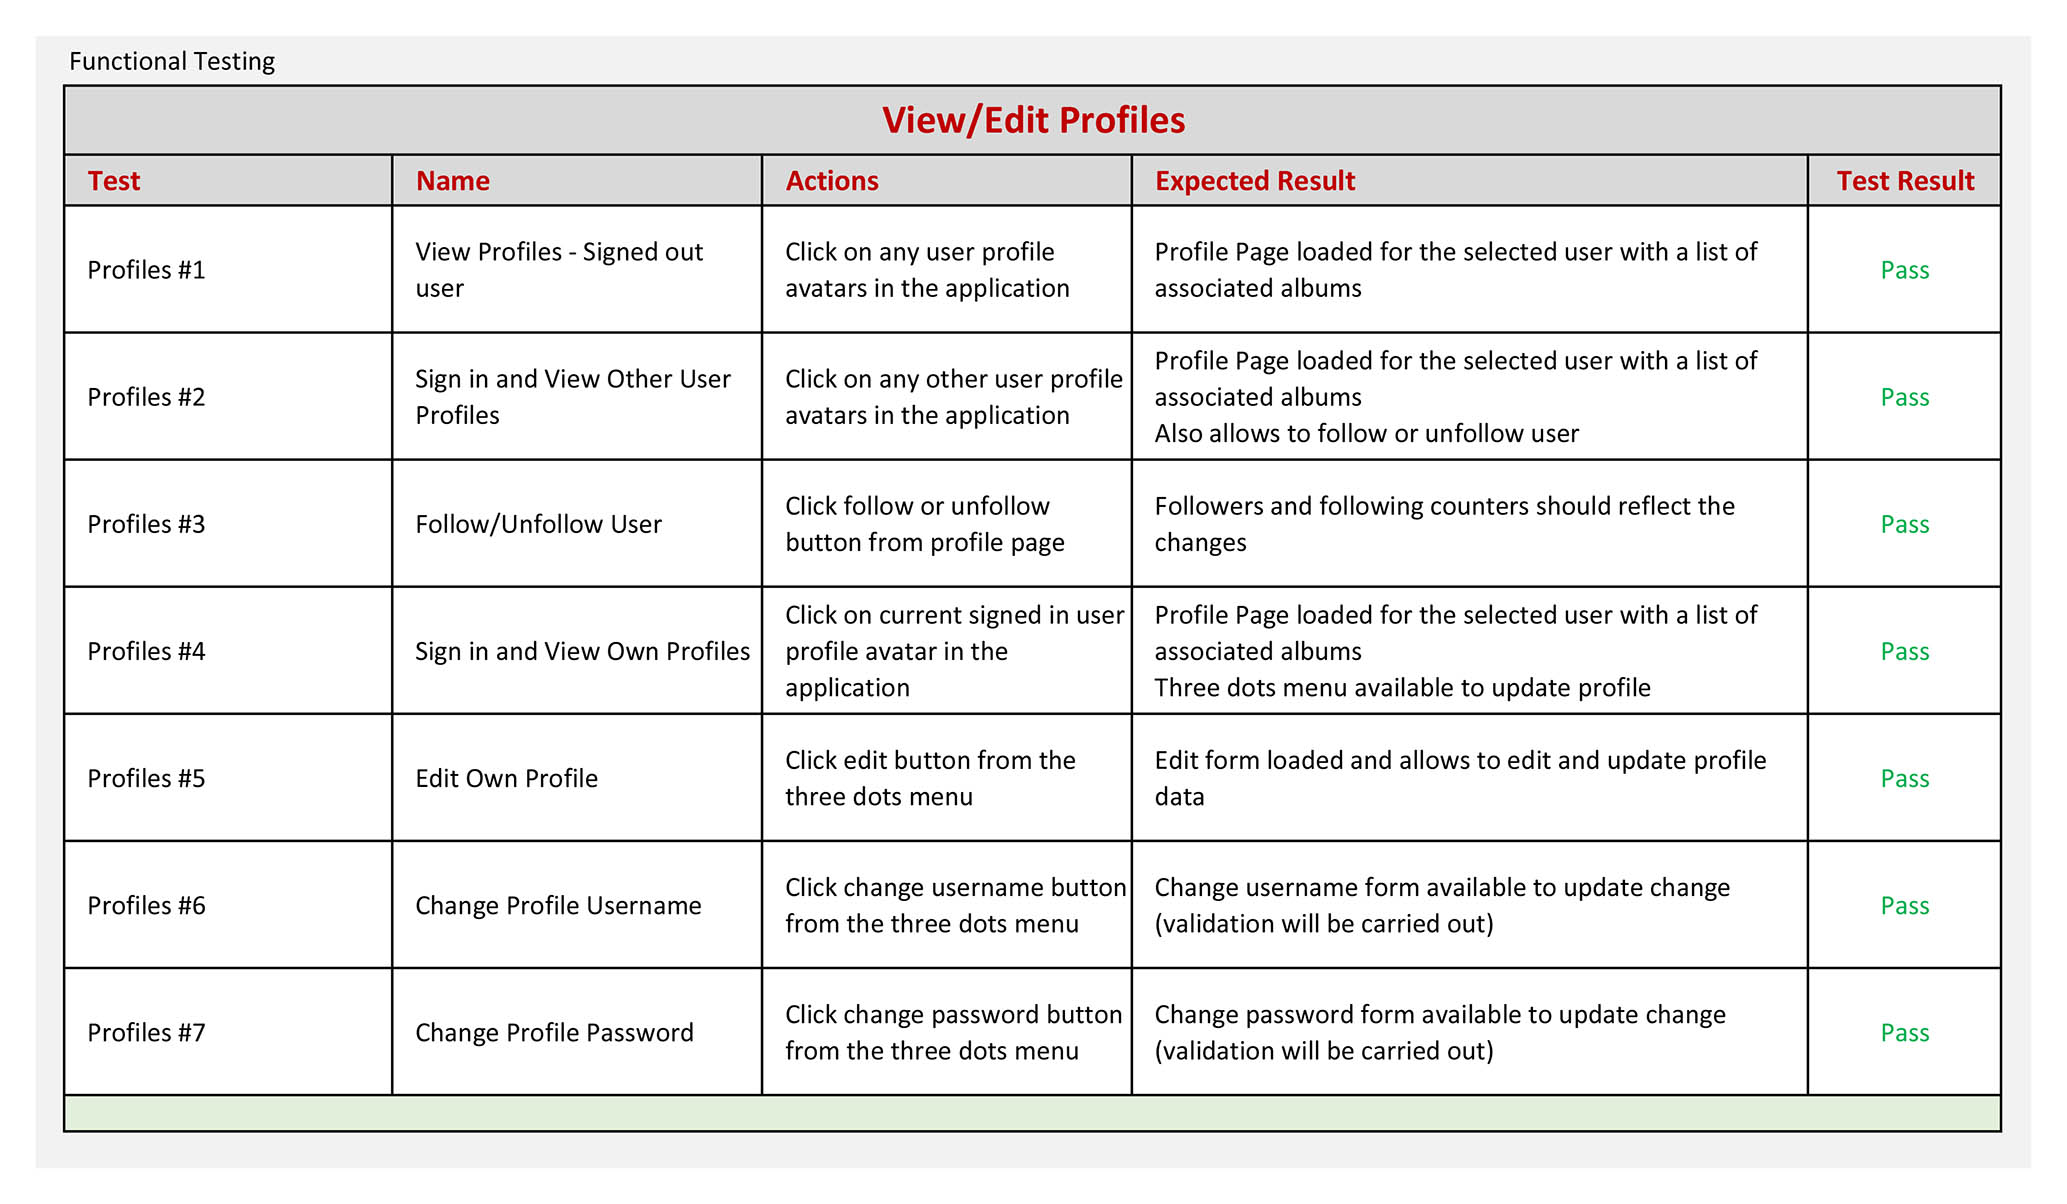 Functional Testing
View/Edit Profiles
Test
Name
Actions
Expected Result
Test Result
Profiles #1
View Profiles - Signed out
user
Click on any user profile
avatars in the application
Profile Page loaded for the selected user with a list of
associated albums
Pass
Profiles #2
Sign in and View Other User
Profiles
Click on any other user profile
avatars in the application
Profile Page loaded for the selected user with a list of
associated albums
Also allows to follow or unfollow user
Pass
Profiles #3
Follow/Unfollow User
Click follow or unfollow
button from profile page
Followers and following counters should reflect the
changes
Pass
Profiles #4
Sign in and View Own Profiles
Click on current signed in user
profile avatar in the
application
Profile Page loaded for the selected user with a list of
associated albums
Three dots menu available to update profile
Pass
Profiles #5
Edit Own Profile
Click edit button from the
three dots menu
Edit form loaded and allows to edit and update profile
data
Pass
Profiles #6
Change Profile Username
Click change username button
from the three dots menu
Change username form available to update change
(validation will be carried out)
Pass
Profiles #7
Change Profile Password
Click change password button
from the three dots menu
Change password form available to update change
(validation will be carried out)
Pass